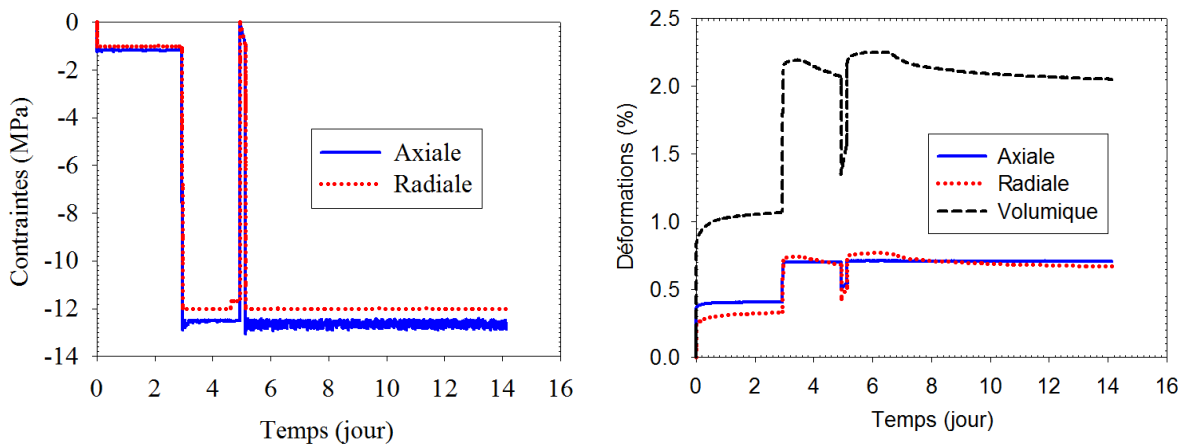 0
-2
-4
-6
-8
-10
-12
-14
Contraintes (MPa)
Axiale
Radiale
0 2 4 6 8 10 12 14 16
Temps (jour)
2.5
2.0
1.5
1.0
0.5
0.0
Déformations (%)
Axiale
Radiale
Volumique
0 2 4 6 8 10 12 14 16
Temps (jour)